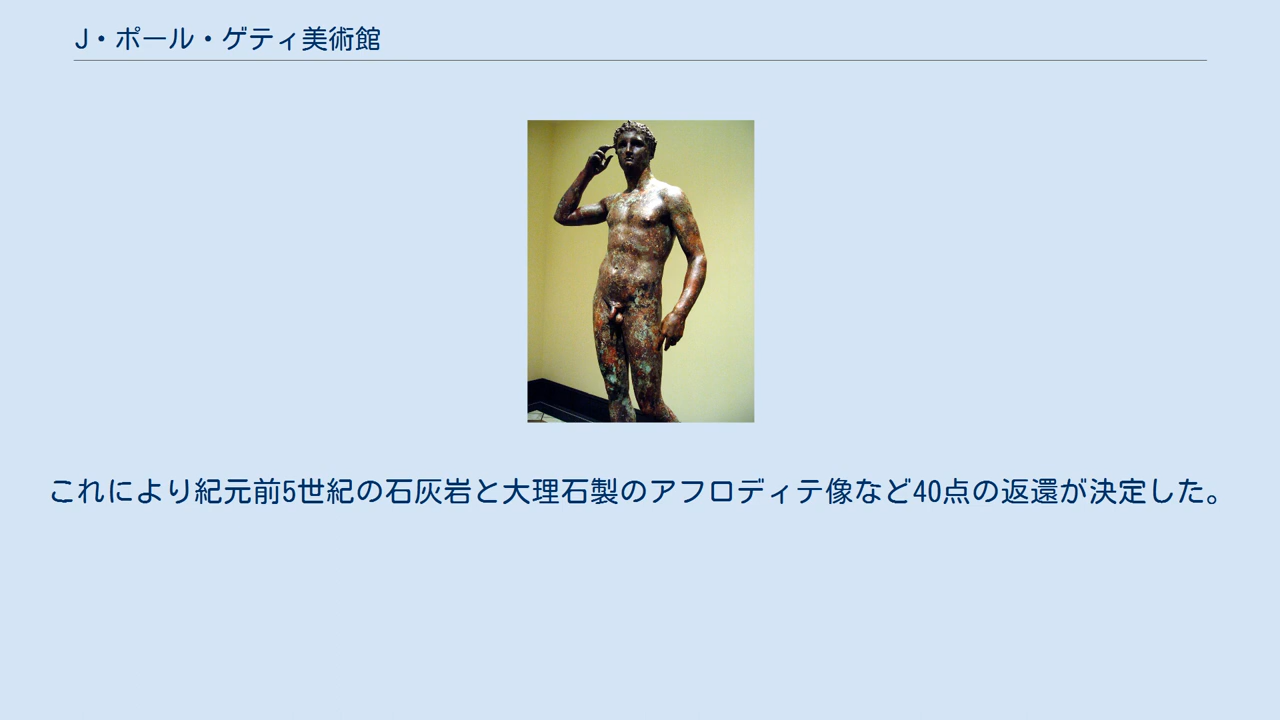 J・ポール・ゲティ美術館
これにより紀元前5世紀の石灰岩と大理石製のアフロディテ像など40点の返還が決定した。